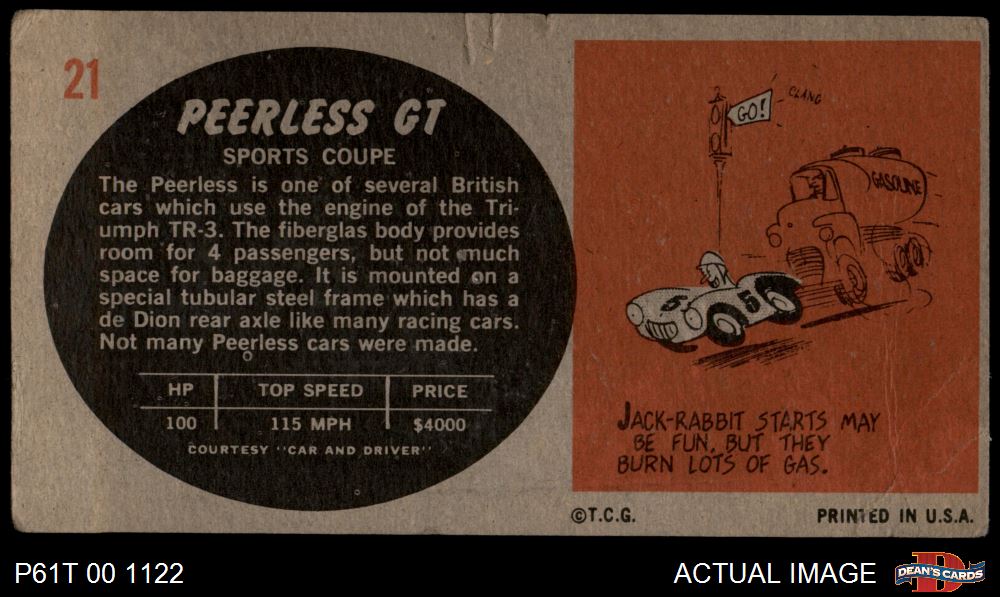 21
PEERLESS GT
SPORTS COUPE
The Peerless is one of several British
cars which use the engine of the Tri-
umph TR-3. The fiberglas body provides
room for 4 passengers, but not much
space for baggage. It is mounted on a
special tubular steel frame which has a
de Dion rear axle like many racing cars.
Not many Peerless cars were made.
HP TOP SPEED PRICE
100 115 MPH $4000
COURTESY "CAR AND DRIVER"
GO!
CLANG
GASOLINE
5
5
JACK-RABBIT STARTS MAY
BE FUN, BUT THEY
BURN LOTS OF GAS.
©T.C.G.
PRINTED IN U.S.A.
P61T 00 1122
ACTUAL IMAGE
D
DEAN'S CARDS